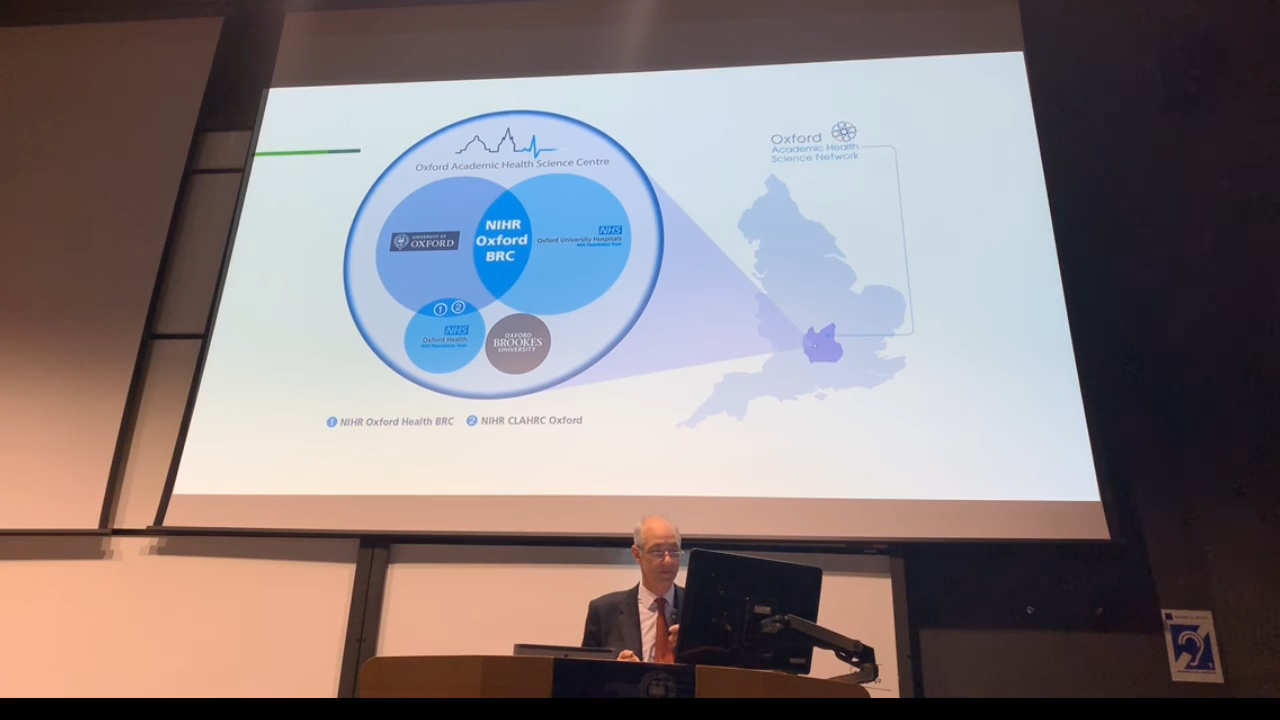 Oxford
Academic Health
Science Network
Oxford Academic Health Science Centre
UNIVERSITY OF
OXFORD
NIHR
Oxford
BRC
NHS
Oxford University Hospitals
NHS Foundation Trust
1 2
NHS
Oxford Health
NHS Foundation Trust
OXFORD
BROOKES
UNIVERSITY
1 NIHR Oxford Health BRC 2 NIHR CLAHRC Oxford